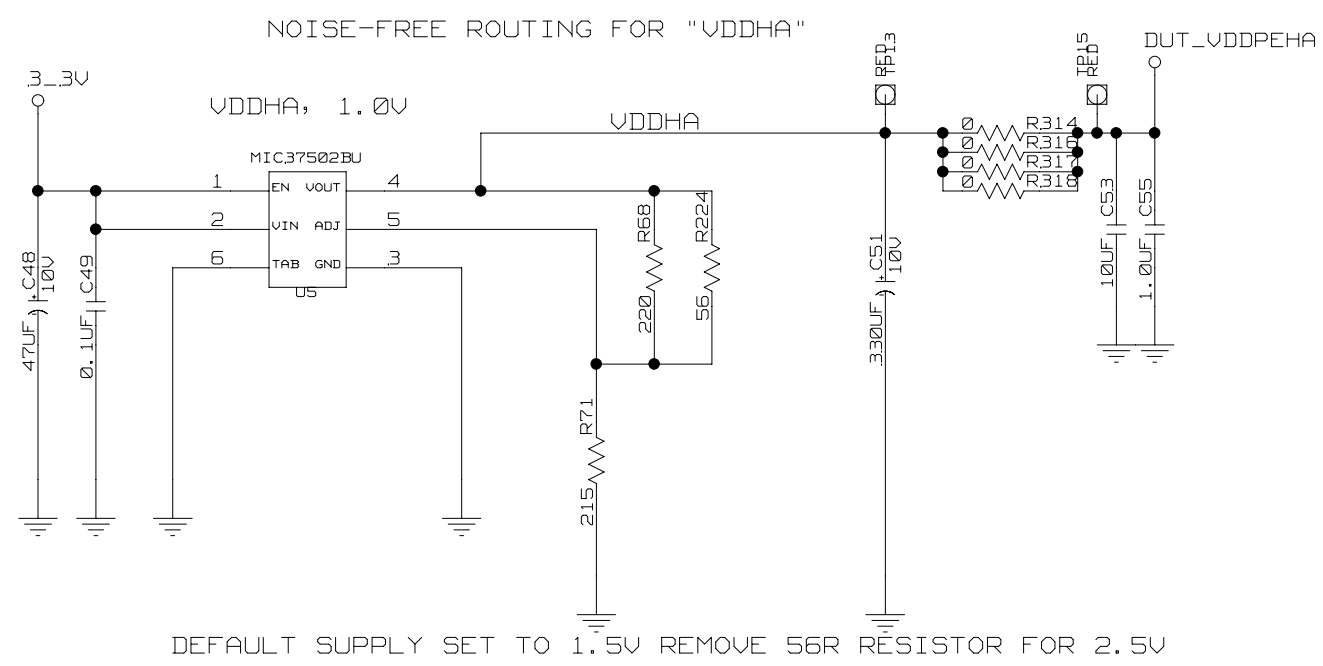 NOISE-FREE ROUTING FOR "VDDHA"
RED
TP13
TP15
RED
DUT_VDDPEHA
3_3V
VDDHA, 1.0V
VDDHA
0 R314
0 R316
0 R317
0 R318
MIC37502BU
1 EN VOUT 4
2 VIN ADJ 5
6 TAB GND 3
U5
47UF + C48
10V
0.1UF C49
220 R68
56 R224
330UF + C51
10V
10UF C53
1.0UF C55
215 R71
DEFAULT SUPPLY SET TO 1.5V REMOVE 56R RESISTOR FOR 2.5V